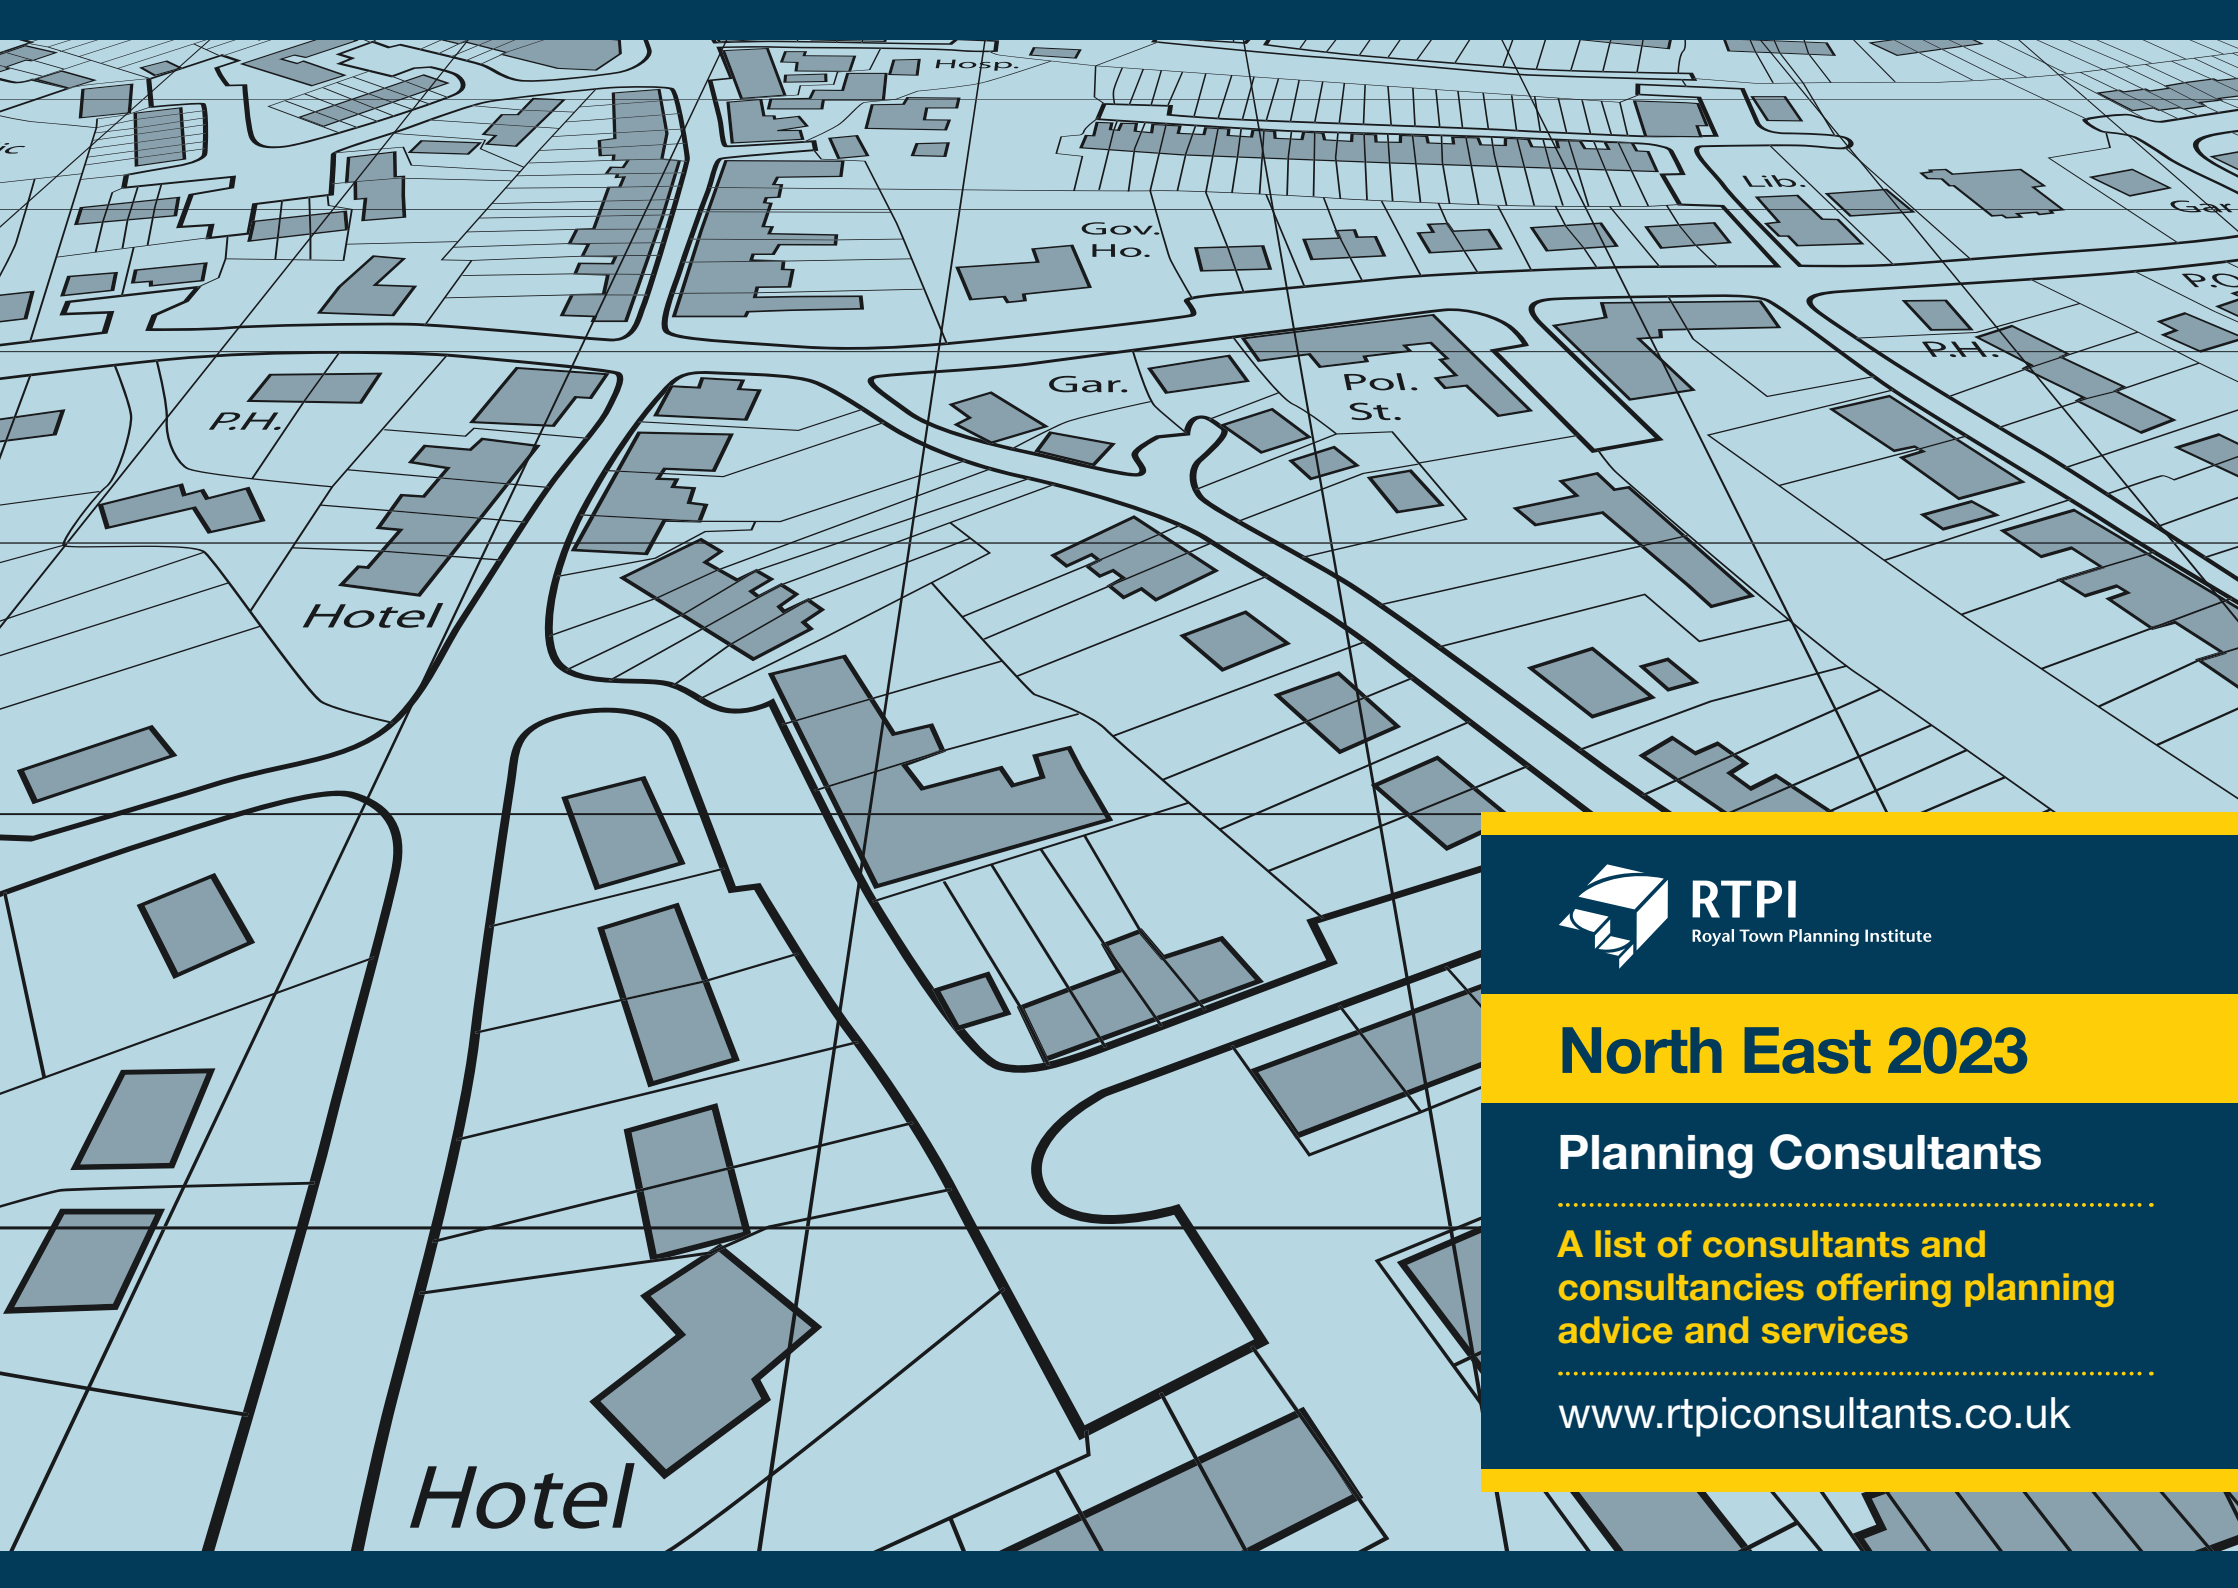 Hosp.
Lib.
Gar
Gov.
Ho.
P.C
P.H.
Gar.
Pol.
St.
P.H.
Hotel
RTPI
Royal Town Planning Institute
North East 2023
Planning Consultants
A list of consultants and
consultancies offering planning
advice and services
www.rtpiconsultants.co.uk
Hotel